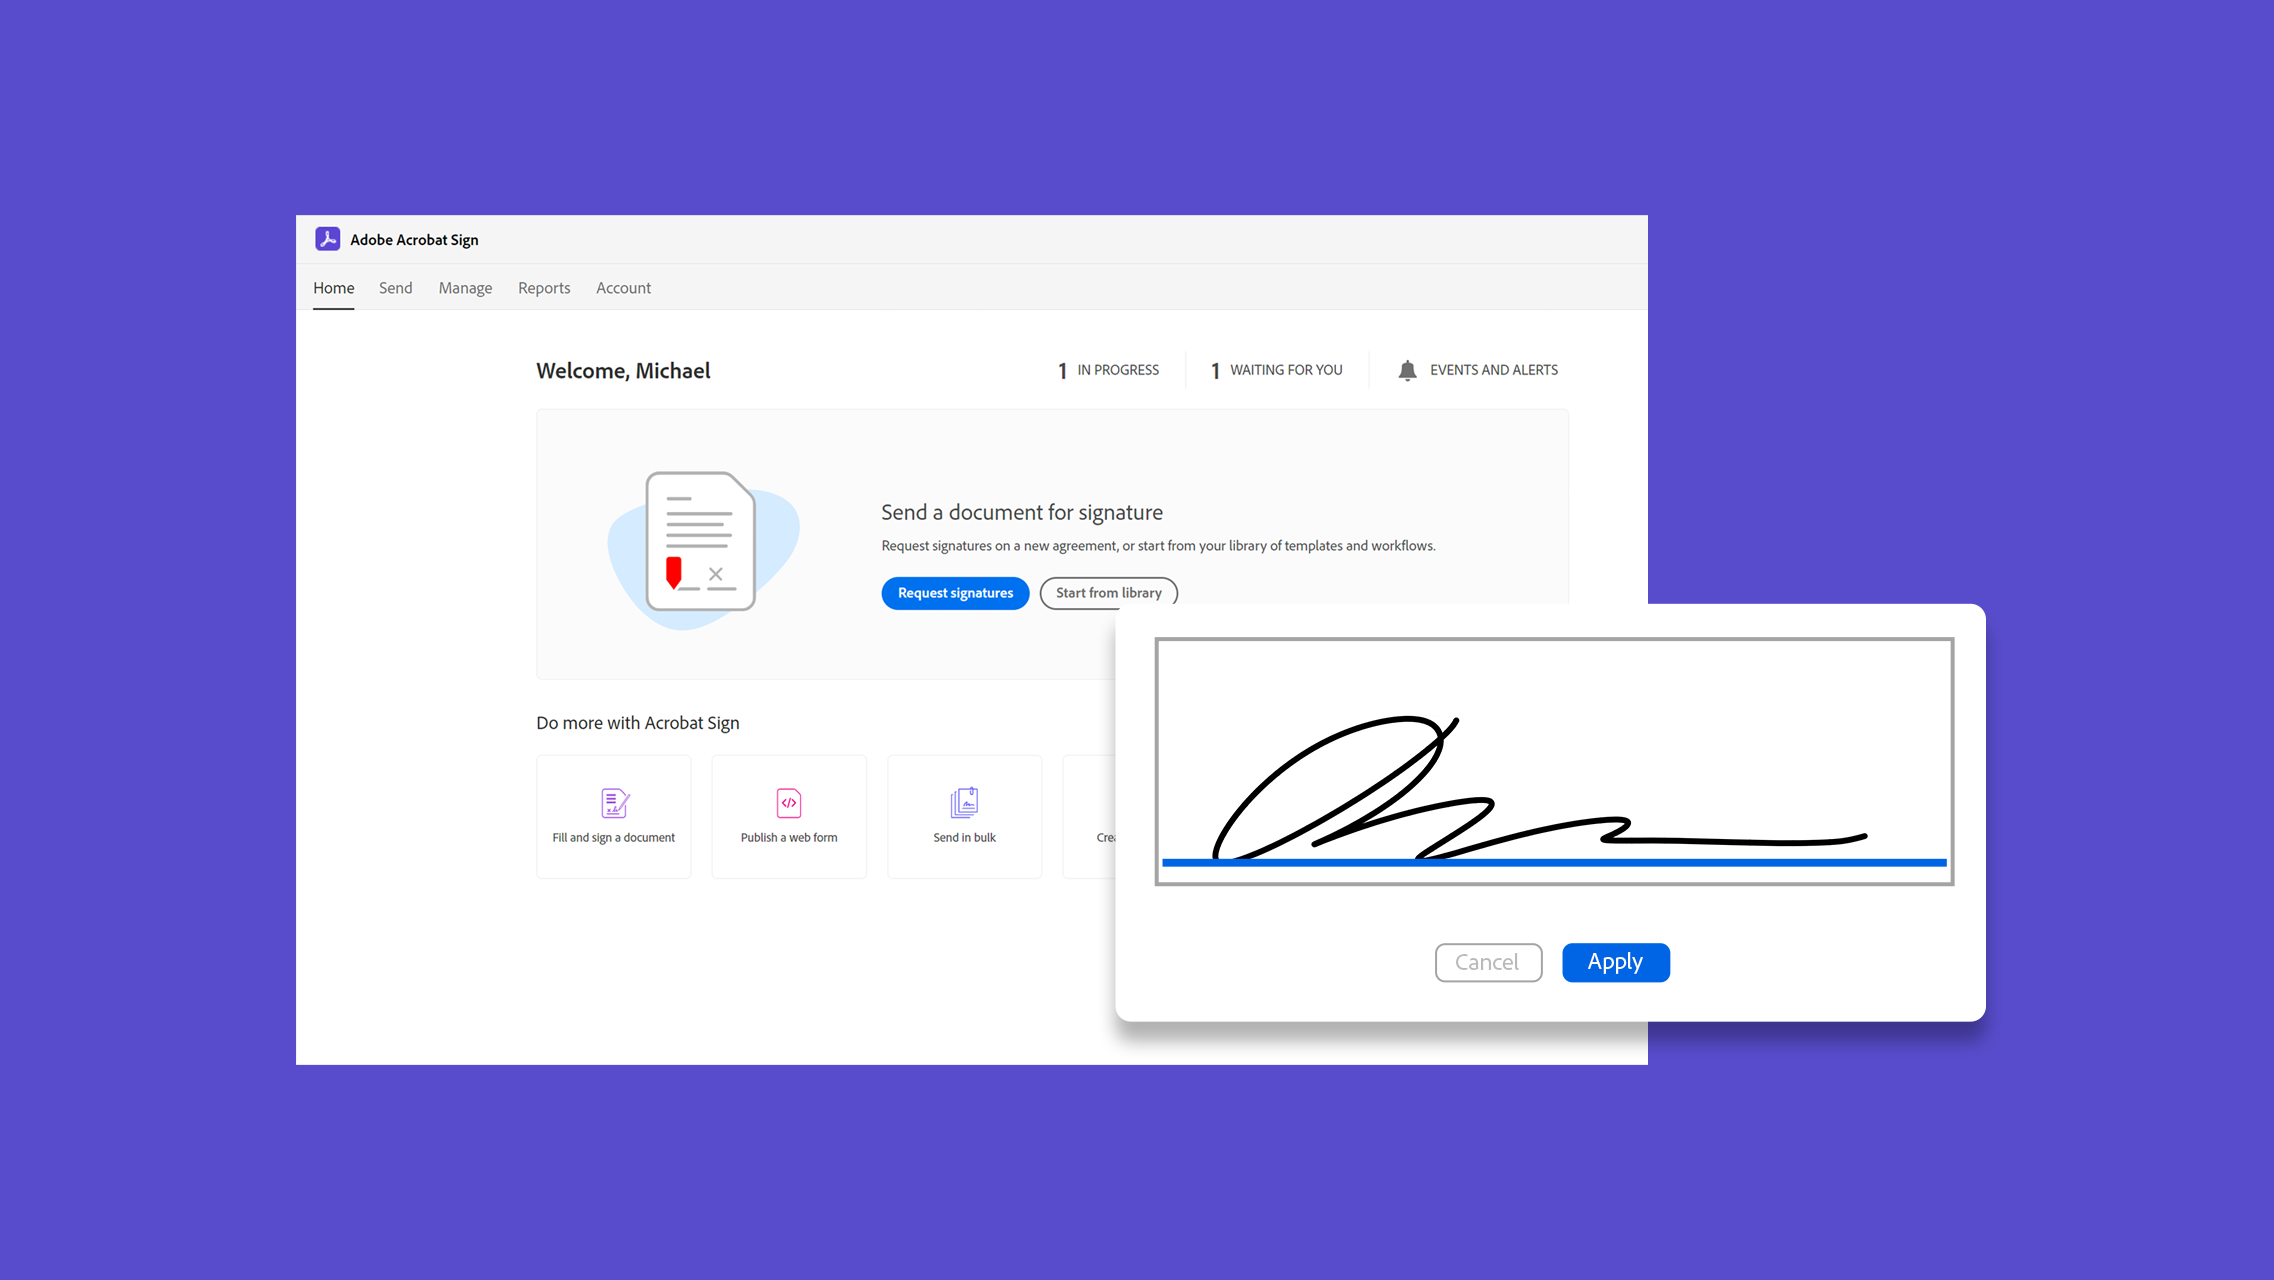 Adobe Acrobat Sign
Home Send Manage Reports Account
Welcome, Michael
1 IN PROGRESS
1 WAITING FOR YOU
EVENTS AND ALERTS
Send a document for signature
Request signatures on a new agreement, or start from your library of templates and workflows.
Request signatures
Start from library
Do more with Acrobat Sign
Fill and sign a document
Publish a web form
Send in bulk
Cancel
Apply